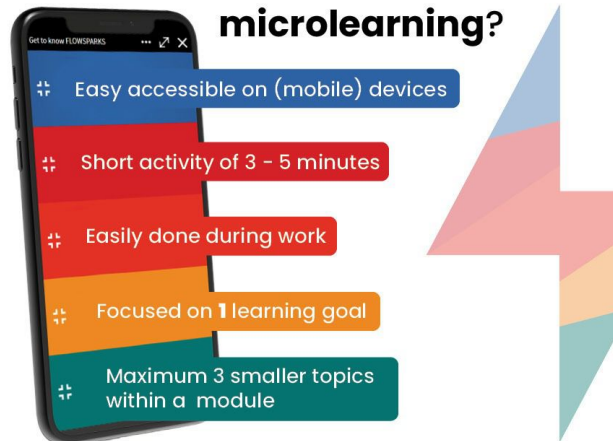 microlearning?
Get to know FLOWSPARKS
Easy accessible on (mobile) devices
Short activity of 3 - 5 minutes
Easily done during work
Focused on 1 learning goal
Maximum 3 smaller topics
within a module